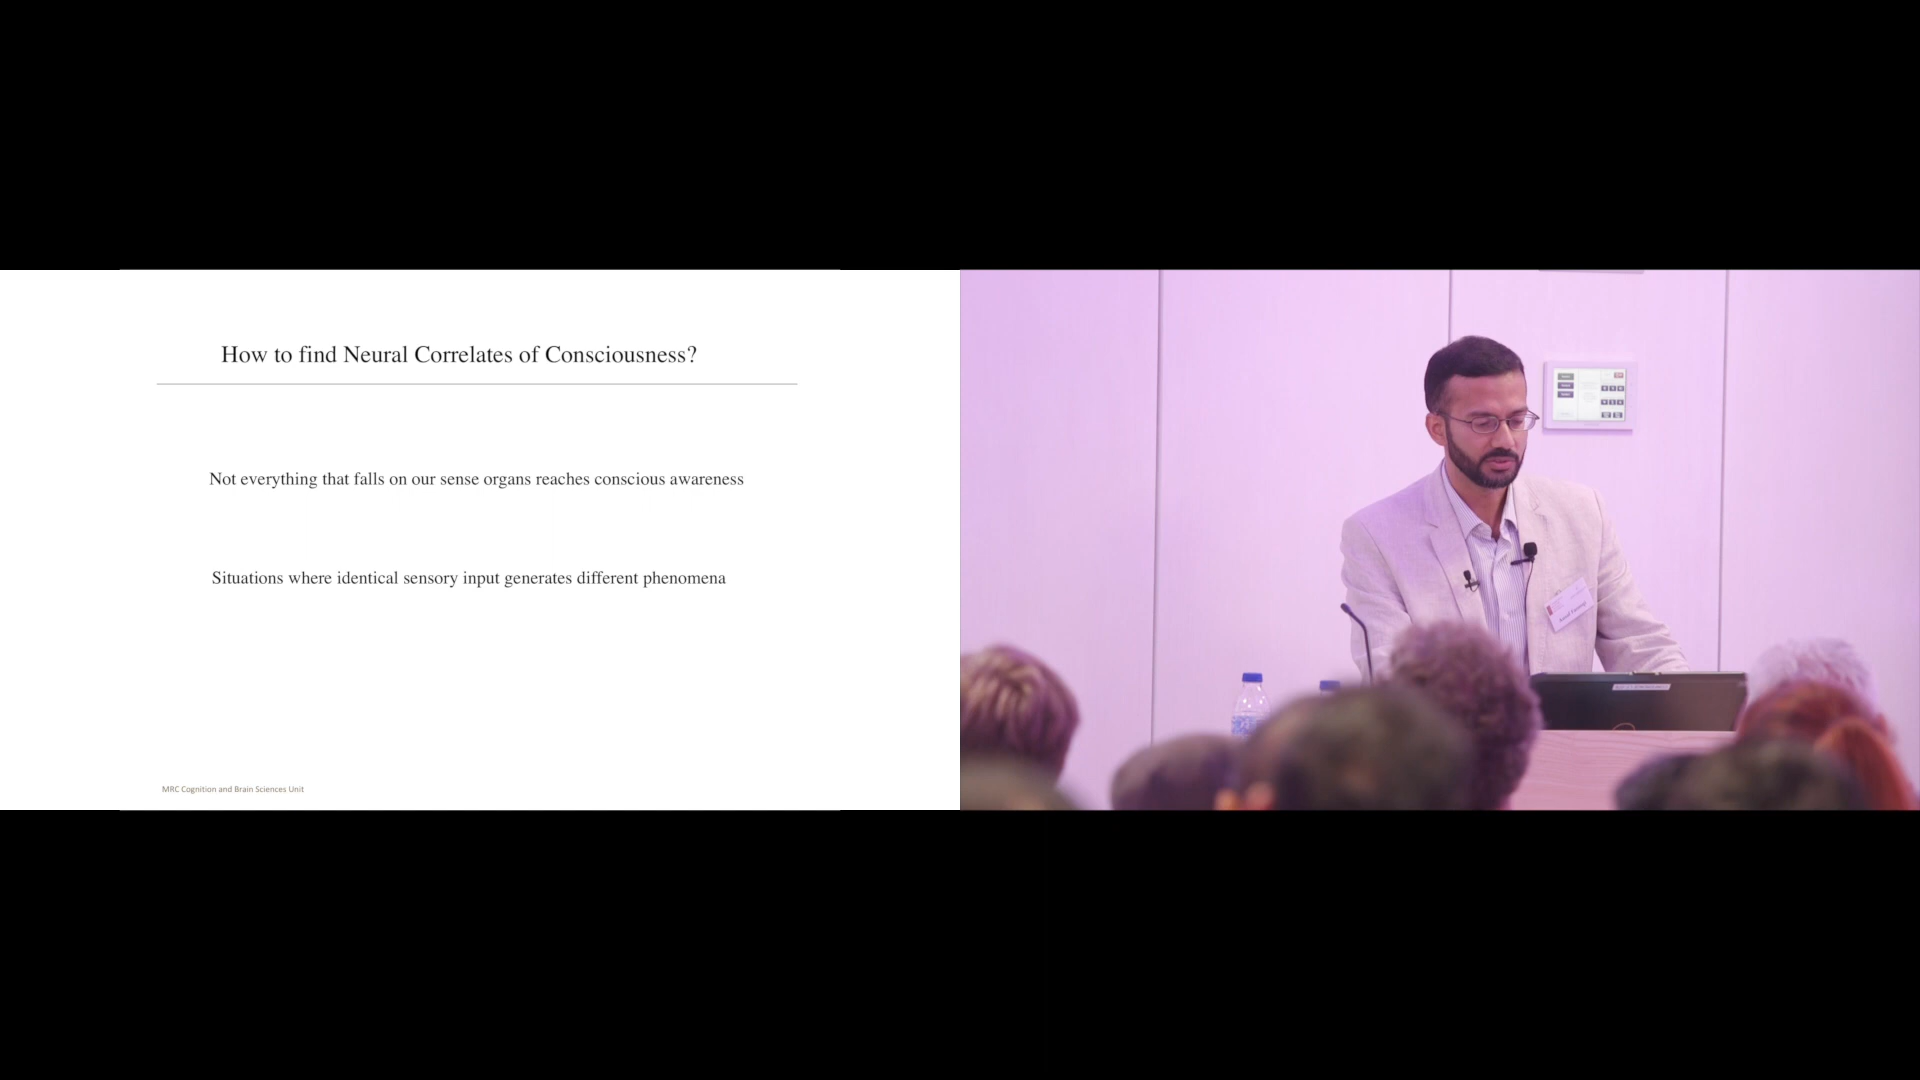 How to find Neural Correlates of Consciousness?
Not everything that falls on our sense organs reaches conscious awareness
Situations where identical sensory input generates different phenomena
MRC Cognition and Brain Sciences Unit